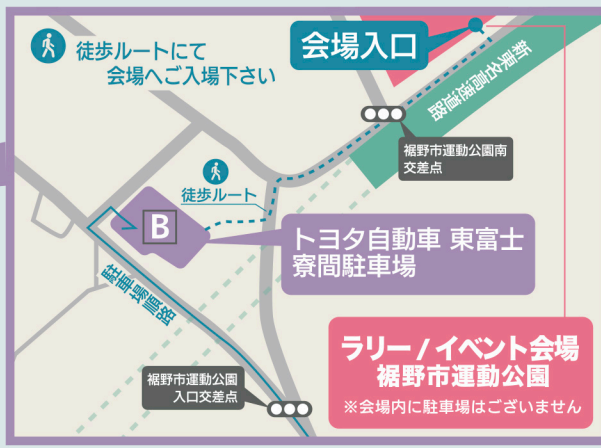 徒歩ルートにて
会場へご入場下さい
会場入口
新東名高速道路
裾野市運動公園南
交差点
徒歩ルート
B
トヨタ自動車 東富士
寮間駐車場
駐車場順路
ラリー / イベント会場
裾野市運動公園
※会場内に駐車場はございません
裾野市運動公園
入口交差点